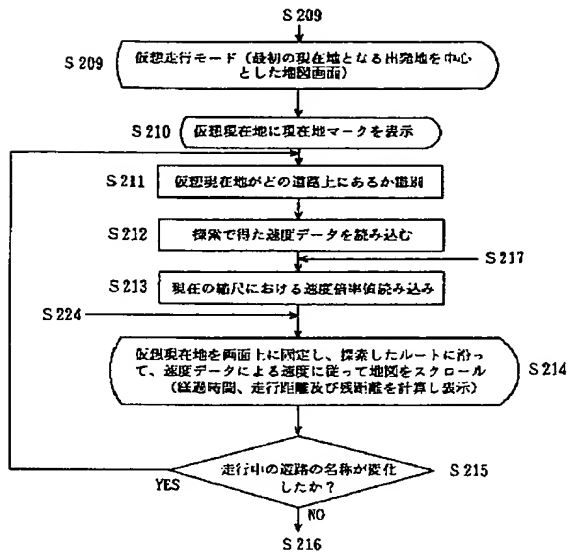 S209
S209
仮想走行モード(最初の現在地となる出発地を中心
とした地図画面)
S210
仮想現在地に現在地マークを表示
S211
仮想現在地がどの道路上にあるか識別
S212
探索で得た速度データを読み込む
S217
S213
現在の縮尺における速度倍率値読み込み
S224
仮想現在地を画面上に固定し、探索したルートに沿っ
て、速度データによる速度に従って地図をスクロール
(経過時間、走行距離及び残距離を計算し表示)
S214
走行中の道路の名称が変化
したか?
S215
YES
NO
S216